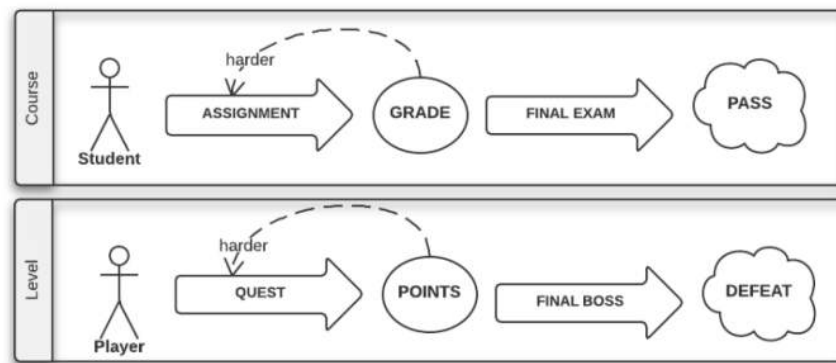 Course
harder
ASSIGNMENT
GRADE
FINAL EXAM
PASS
Student
Level
harder
QUEST
POINTS
FINAL BOSS
DEFEAT
Player